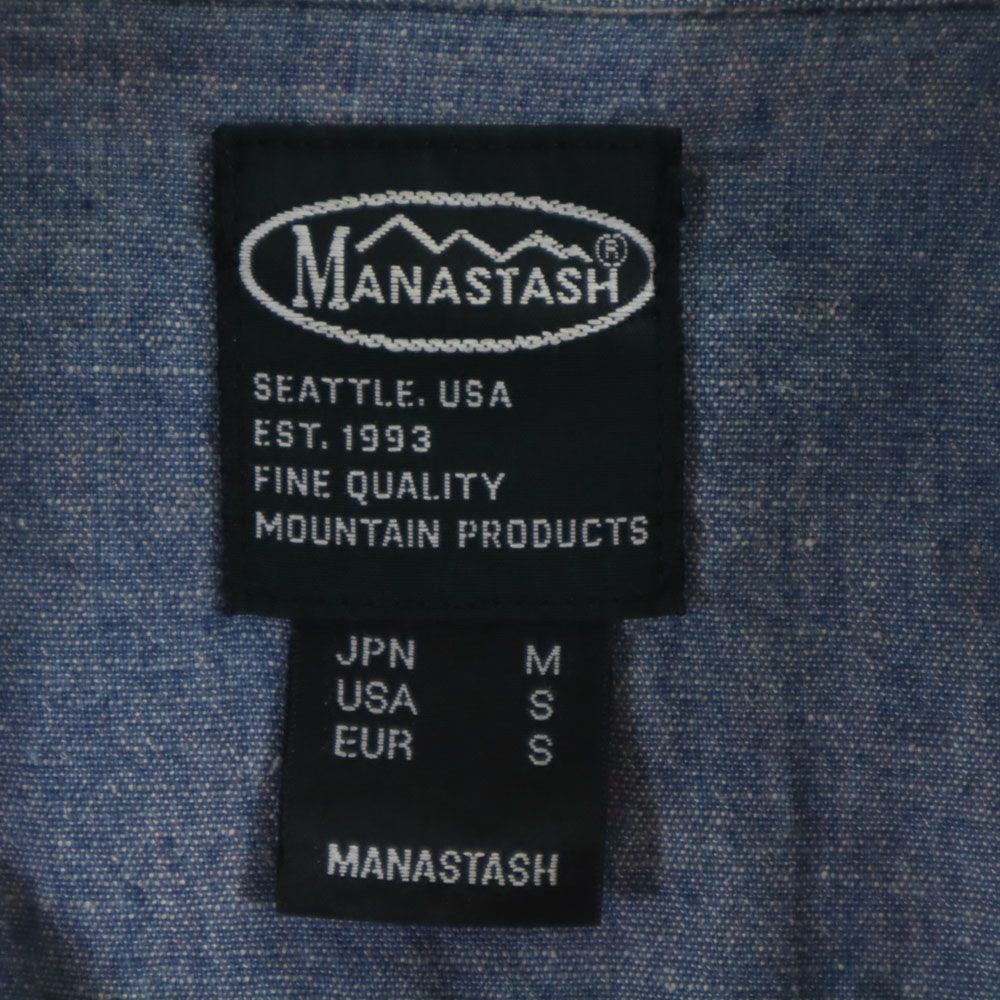 MANASTASH®
SEATTLE. USA
EST. 1993
FINE QUALITY
MOUNTAIN PRODUCTS
JPN M
USA S
EUR S
MANASTASH